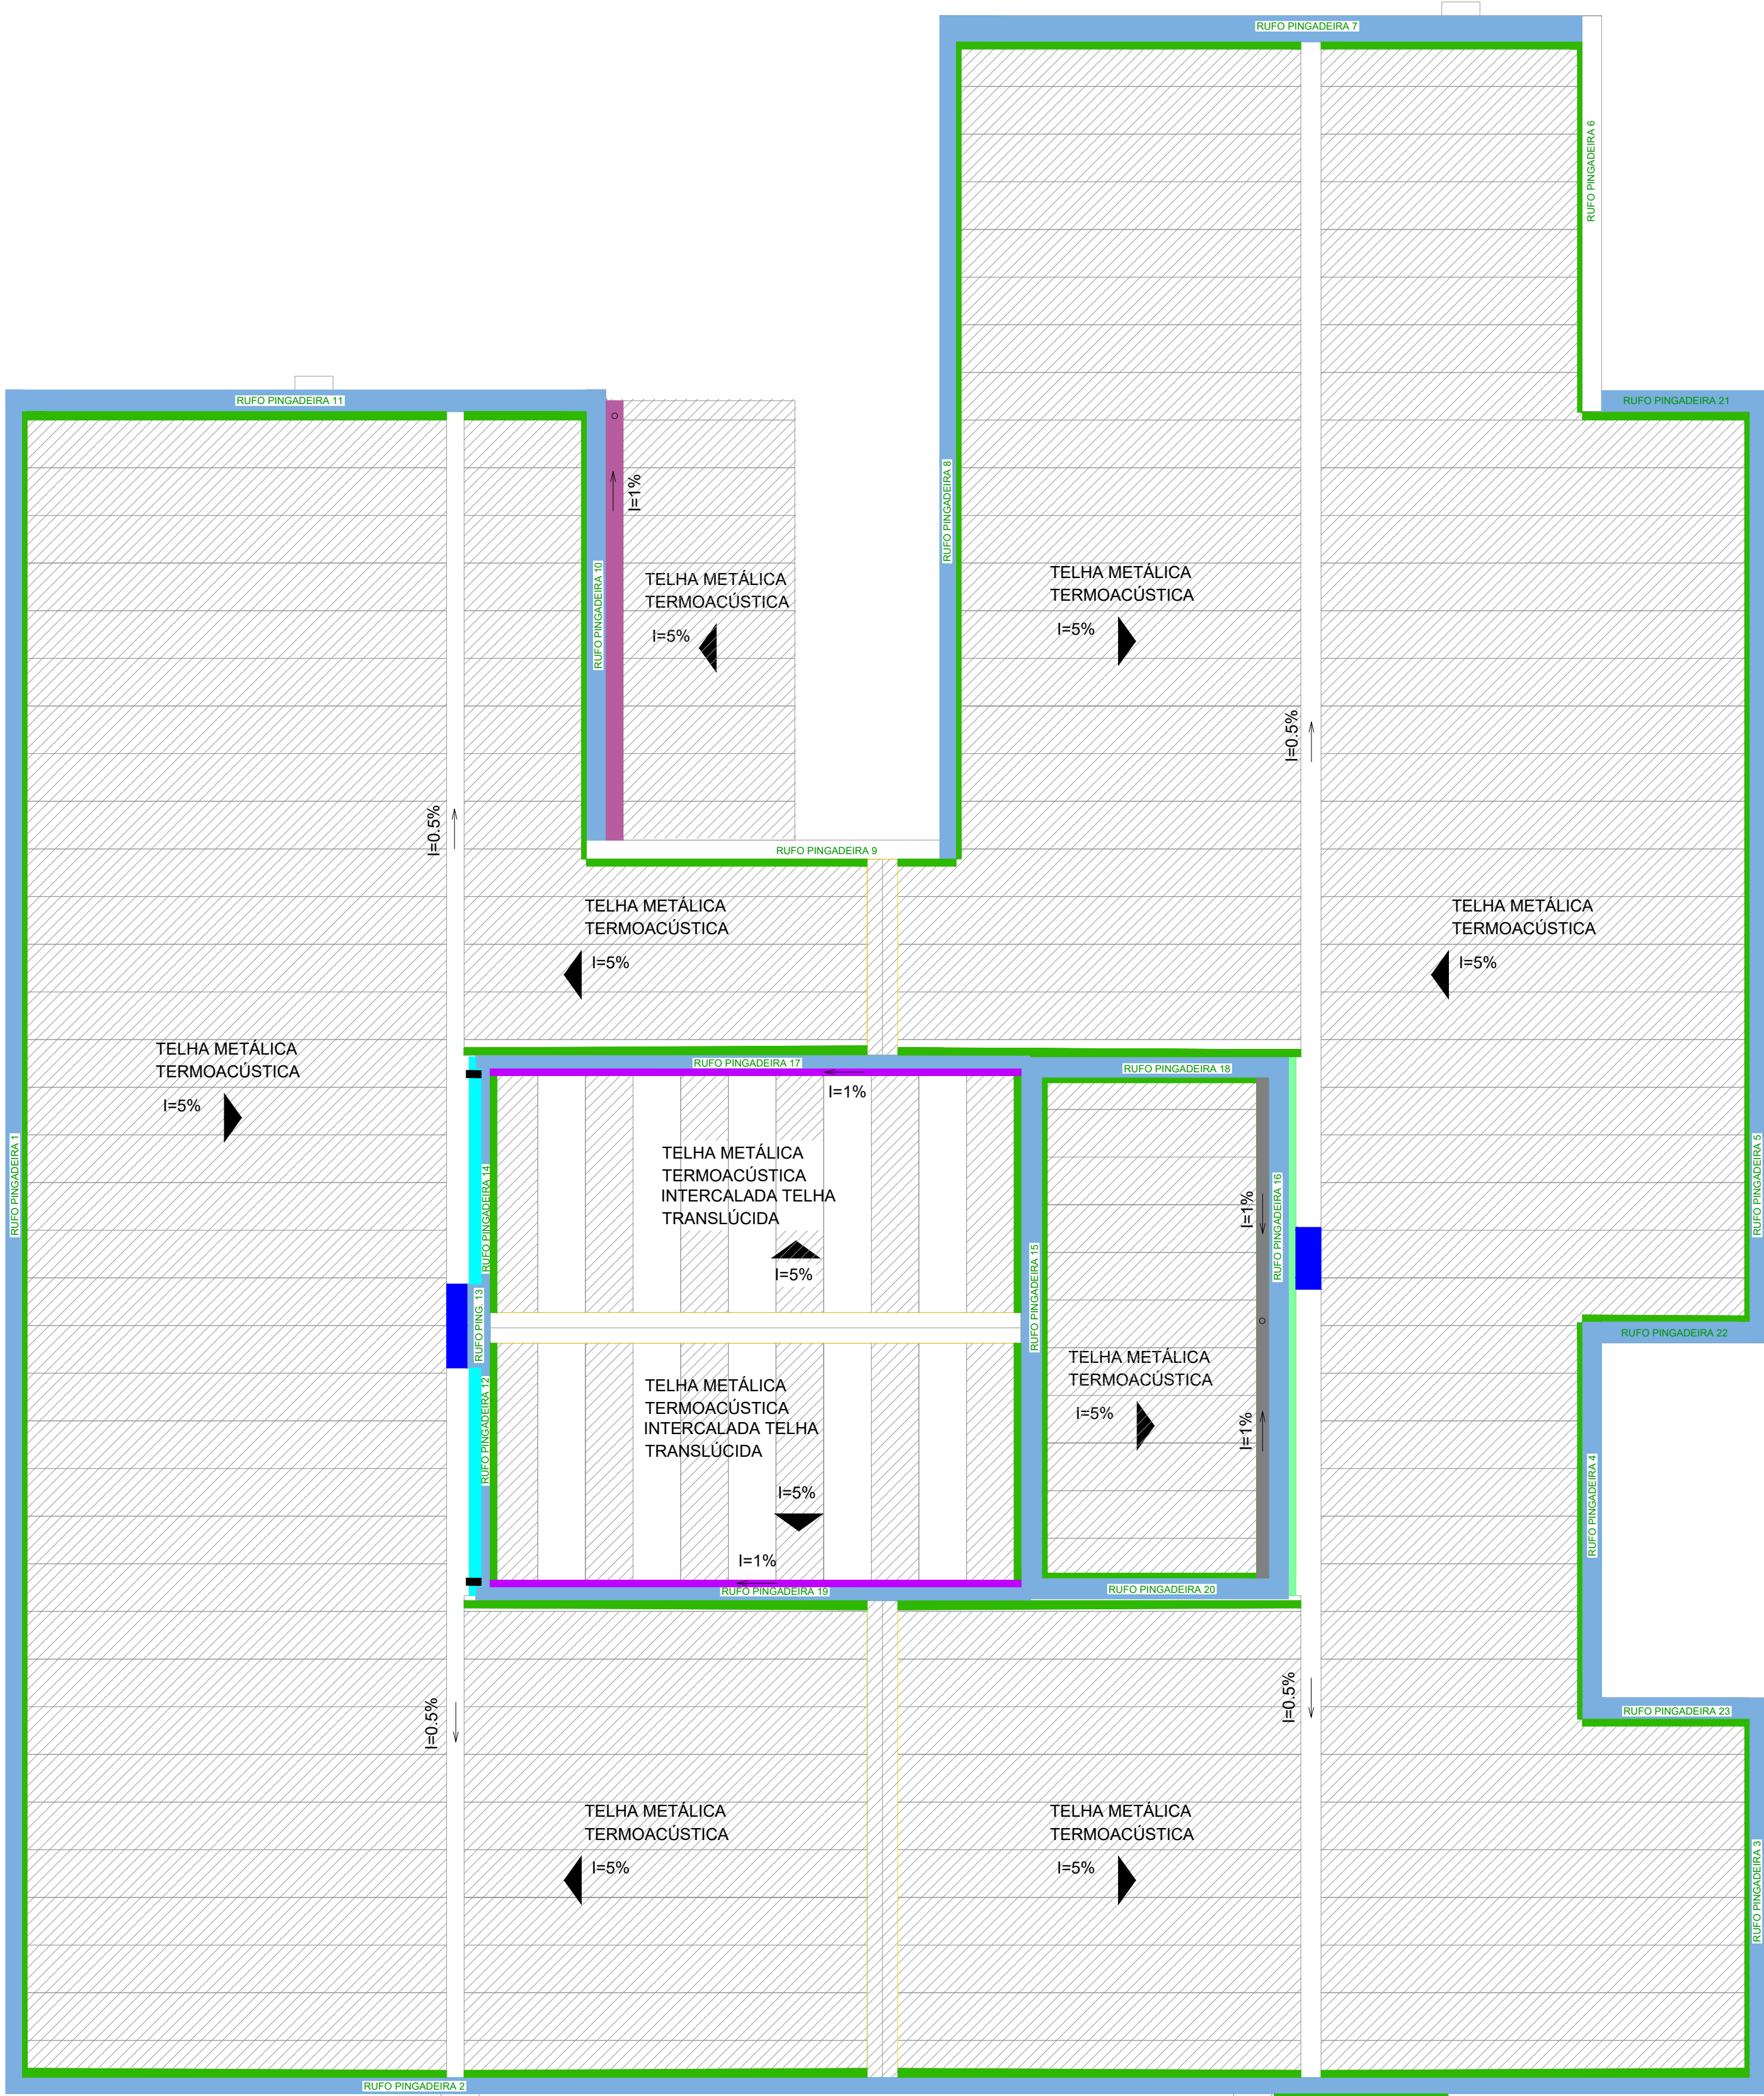 RUFO PINGADEIRA 7
RUFO PINGADEIRA 6
RUFO PINGADEIRA 11
RUFO PINGADEIRA 21
I=1%
RUFO PINGADEIRA 8
RUFO PINGADEIRA 10
TELHA METÁLICA
TERMOACÚSTICA
I=5%
TELHA METÁLICA
TERMOACÚSTICA
I=5%
I=0.5%
I=0.5%
RUFO PINGADEIRA 9
TELHA METÁLICA
TERMOACÚSTICA
I=5%
TELHA METÁLICA
TERMOACÚSTICA
I=5%
TELHA METÁLICA
TERMOACÚSTICA
I=5%
RUFO PINGADEIRA 17
RUFO PINGADEIRA 18
I=1%
RUFO PINGADEIRA 1
RUFO PINGADEIRA 14
TELHA METÁLICA
TERMOACÚSTICA
INTERCALADA TELHA
TRANSLÚCIDA
I=5%
I=1%
RUFO PINGADEIRA 16
RUFO PINGADEIRA 5
RUFO PINGADEIRA 15
RUFO PING. 13
RUFO PINGADEIRA 22
TELHA METÁLICA
TERMOACÚSTICA
I=5%
RUFO PINGADEIRA 12
TELHA METÁLICA
TERMOACÚSTICA
INTERCALADA TELHA
TRANSLÚCIDA
I=5%
I=1%
RUFO PINGADEIRA 4
I=1%
RUFO PINGADEIRA 19
RUFO PINGADEIRA 20
I=0.5%
I=0.5%
RUFO PINGADEIRA 23
TELHA METÁLICA
TERMOACÚSTICA
I=5%
TELHA METÁLICA
TERMOACÚSTICA
I=5%
RUFO PINGADEIRA 3
RUFO PINGADEIRA 2